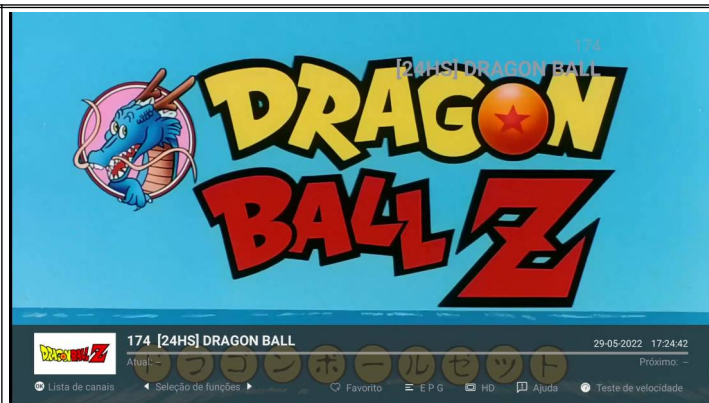 174
[24HS] DRAGON BALL
DRAGON
BALL Z
DRAGON BALL Z
174 [24HS] DRAGON BALL
29-05-2022 17:24:42
Atual: –
Próximo: –
ドラゴンボールゼット
OK Lista de canais
Seleção de funções
Favorito
E P G
HD
Ajuda
Teste de velocidade